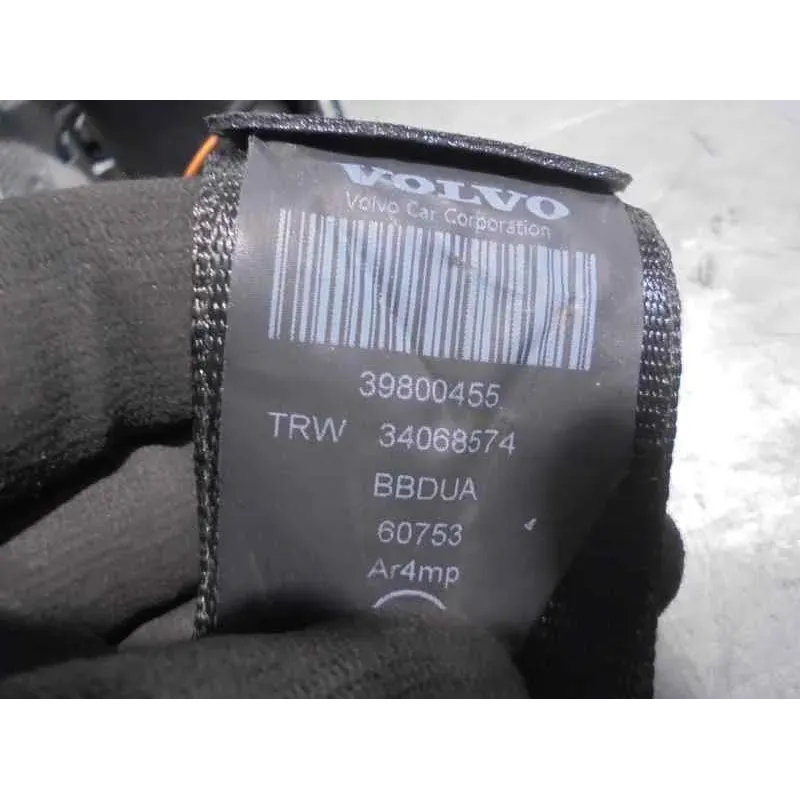 VOLVO
Volvo Car Corporation
39800455
TRW 34068574
BBDUA
60753
Ar4mp